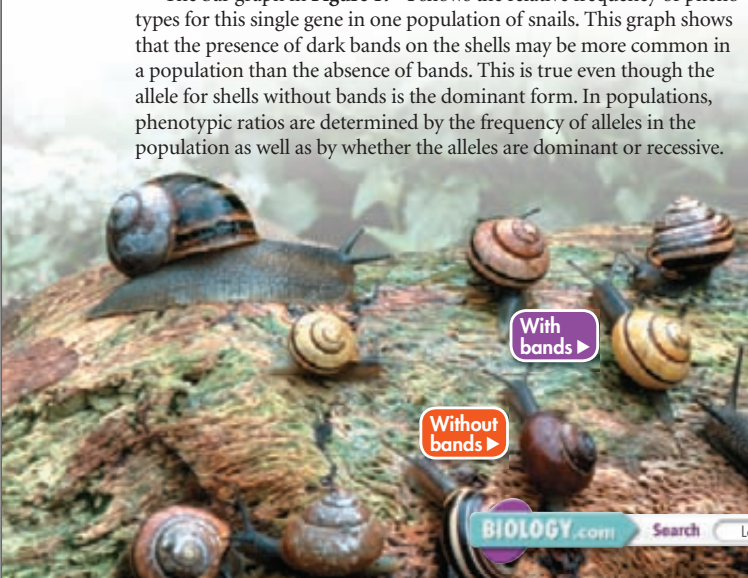 types for this single gene in one population of snails. This graph shows
that the presence of dark bands on the shells may be more common in
a population than the absence of bands. This is true even though the
allele for shells without bands is the dominant form. In populations,
phenotypic ratios are determined by the frequency of alleles in the
population as well as by whether the alleles are dominant or recessive.
With
bands ▶
Without
bands ▶
BIOLOGY.com
Search